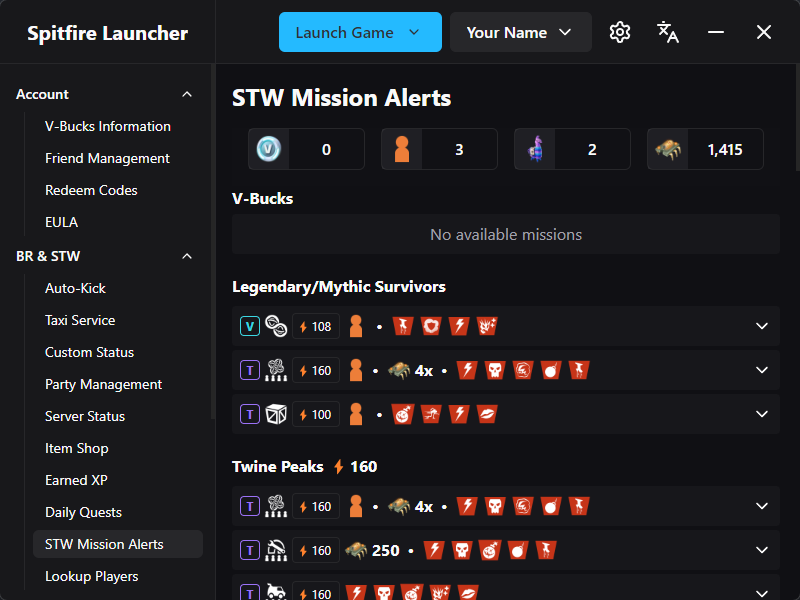 Spitfire Launcher
Launch Game
Your Name
Account
V-Bucks Information
Friend Management
Redeem Codes
EULA
BR & STW
Auto-Kick
Taxi Service
Custom Status
Party Management
Server Status
Item Shop
Earned XP
Daily Quests
STW Mission Alerts
Lookup Players
STW Mission Alerts
V 0 3 2 1,415
V-Bucks
No available missions
Legendary/Mythic Survivors
V 108 •
T 160 • 4x •
T 100 •
Twine Peaks 160
T 160 • 4x •
T 160 250 •
T 160